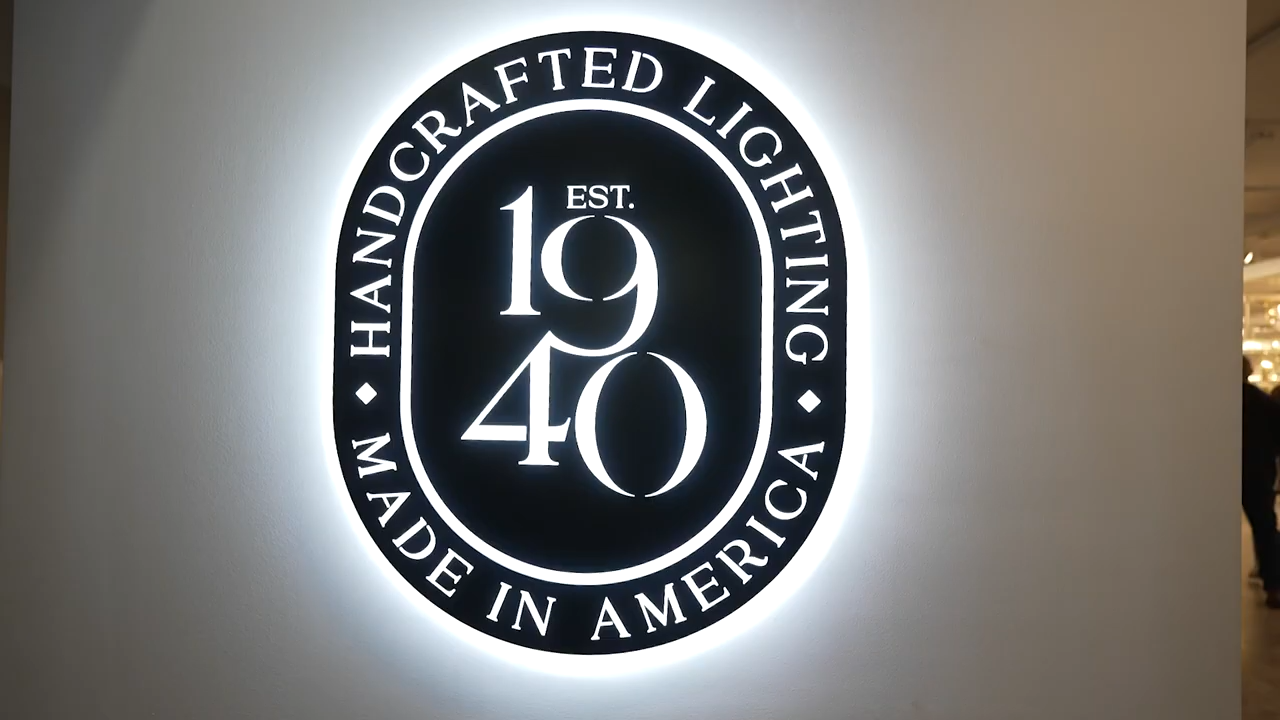 HANDCRAFTED LIGHTING
EST.
19
40
MADE IN AMERICA